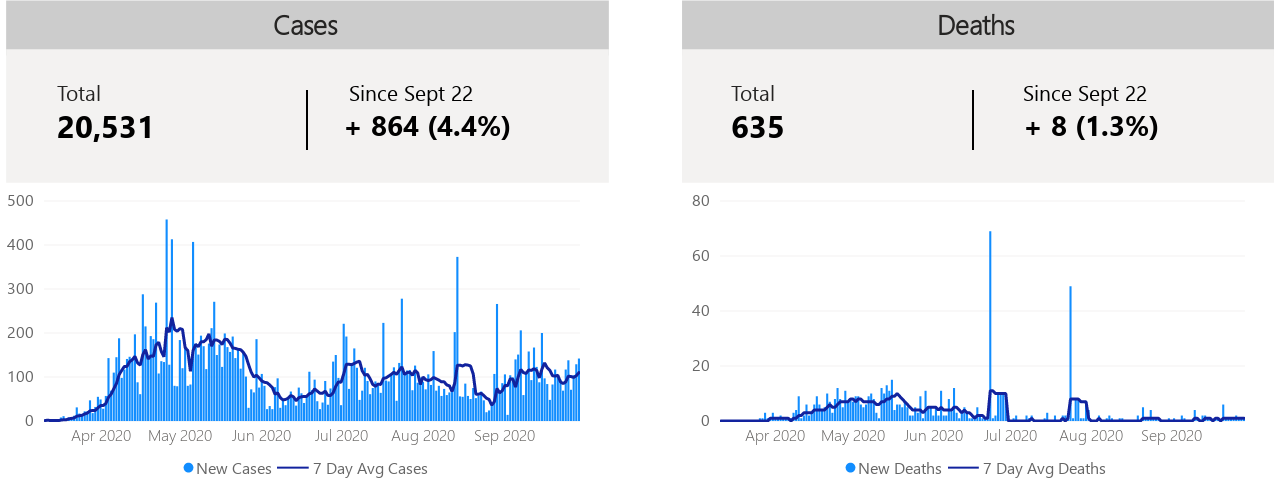 Cases
Total
20,531
Since Sept 22
+ 864 (4.4%)
500
400
300
200
100
0
Apr 2020 May 2020 Jun 2020 Jul 2020 Aug 2020 Sep 2020
New Cases 7 Day Avg Cases
Deaths
Total
635
Since Sept 22
+ 8 (1.3%)
80
60
40
20
0
Apr 2020 May 2020 Jun 2020 Jul 2020 Aug 2020 Sep 2020
New Deaths 7 Day Avg Deaths